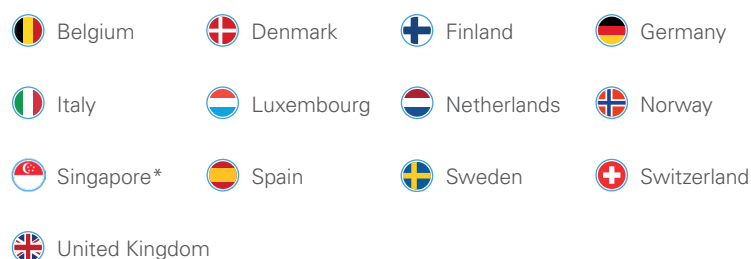 Belgium Denmark Finland Germany
Italy Luxembourg Netherlands Norway
Singapore* Spain Sweden Switzerland
United Kingdom